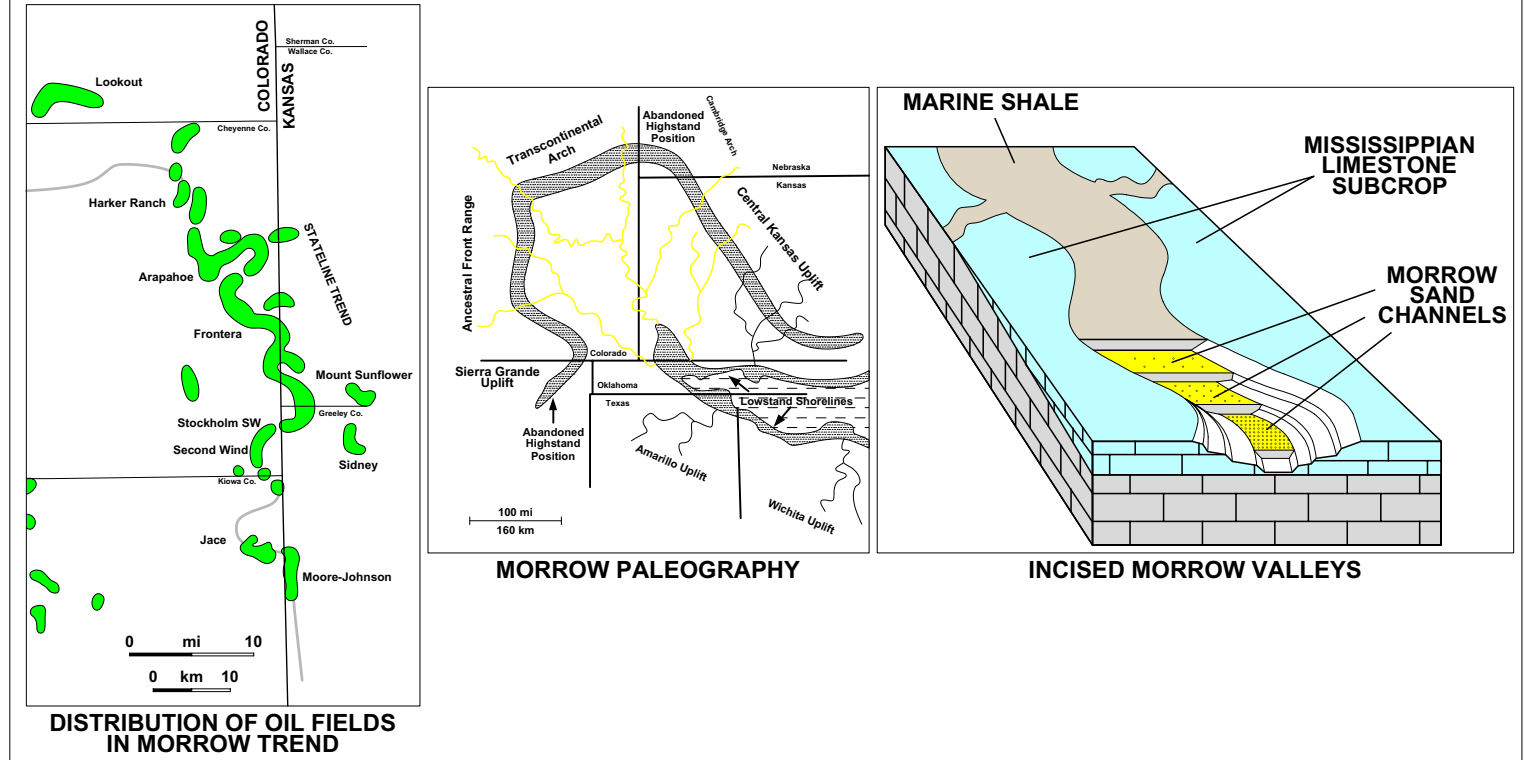 COLORADO
KANSAS
Sherman Co.
Wallace Co.
Lookout
Cheyenne Co.
Harker Ranch
STATELINE TREND
Arapahoe
Frontera
Mount Sunflower
Greeley Co.
Stockholm SW
Second Wind
Sidney
Kiowa Co.
Jace
Moore-Johnson
0 mi 10
0 km 10
DISTRIBUTION OF OIL FIELDS
IN MORROW TREND
Transcontinental
Arch
Abandoned
Highstand
Position
Cambridge Arch
Nebraska
Kansas
Ancestral Front Range
Central Kansas Uplift
Colorado
Sierra Grande
Uplift
Oklahoma
Texas
Lowstand Shorelines
Abandoned
Highstand
Position
Amarillo Uplift
Wichita Uplift
100 mi
160 km
MORROW PALEOGRAPHY
MARINE SHALE
MISSISSIPPIAN
LIMESTONE
SUBCROP
MORROW
SAND
CHANNELS
INCISED MORROW VALLEYS